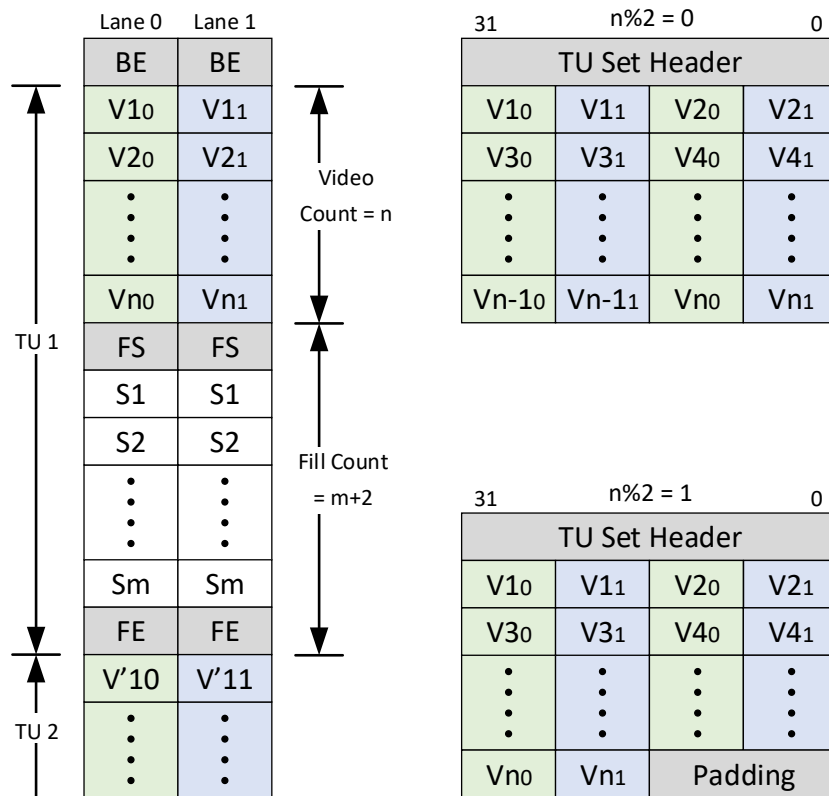 Lane 0 Lane 1
BE BE
V10 V11
V20 V21
Vn0 Vn1
FS FS
S1 S1
S2 S2
Sm Sm
FE FE
V'10 V'11
TU 1
TU 2
Video
Count = n
Fill Count
= m+2
31 n%2 = 0 0
TU Set Header
V10 V11 V20 V21
V30 V31 V40 V41
Vn-10 Vn-11 Vn0 Vn1
31 n%2 = 1 0
TU Set Header
V10 V11 V20 V21
V30 V31 V40 V41
Vn0 Vn1 Padding